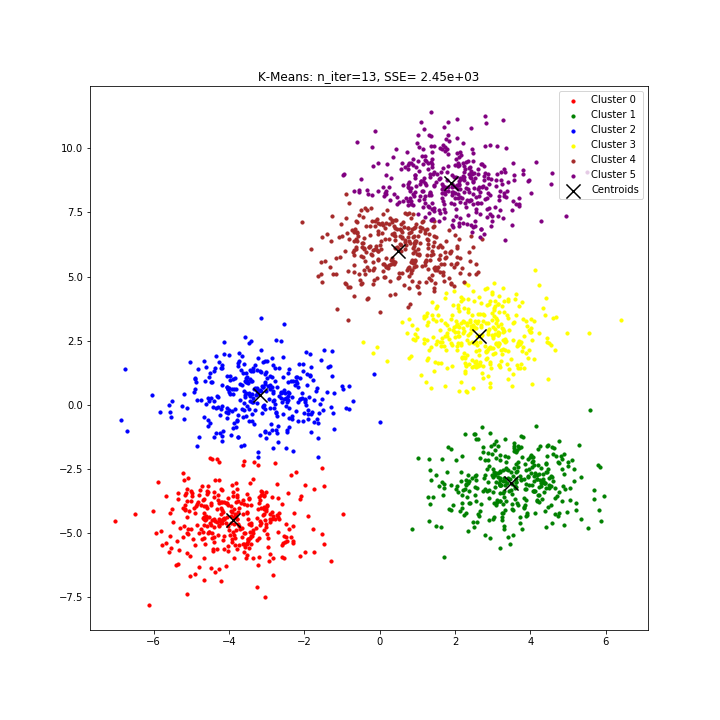 K-Means: n_iter=13, SSE= 2.45e+03
Cluster 0
Cluster 1
Cluster 2
Cluster 3
Cluster 4
Cluster 5
Centroids
10.0
7.5
5.0
2.5
0.0
−2.5
−5.0
−7.5
−6 −4 −2 0 2 4 6